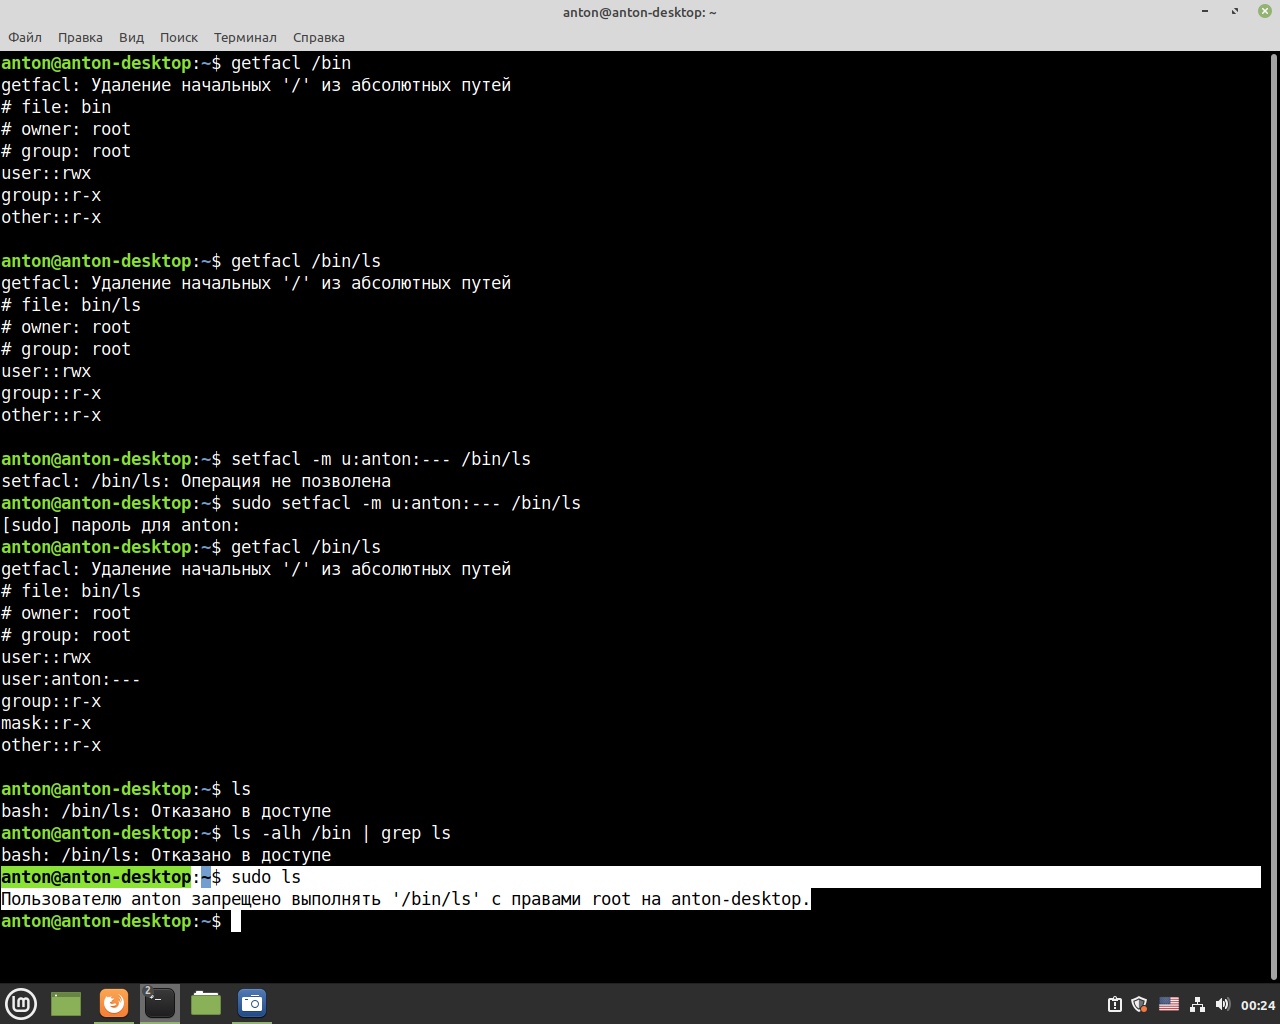 anton@anton-desktop: ~
Файл Правка Вид Поиск Терминал Справка
anton@anton-desktop:~$ getfacl /bin
getfacl: Удаление начальных '/' из абсолютных путей
# file: bin
# owner: root
# group: root
user::rwx
group::r-x
other::r-x
anton@anton-desktop:~$ getfacl /bin/ls
getfacl: Удаление начальных '/' из абсолютных путей
# file: bin/ls
# owner: root
# group: root
user::rwx
group::r-x
other::r-x
anton@anton-desktop:~$ setfacl -m u:anton:--- /bin/ls
setfacl: /bin/ls: Операция не позволена
anton@anton-desktop:~$ sudo setfacl -m u:anton:--- /bin/ls
[sudo] пароль для anton:
anton@anton-desktop:~$ getfacl /bin/ls
getfacl: Удаление начальных '/' из абсолютных путей
# file: bin/ls
# owner: root
# group: root
user::rwx
user:anton:---
group::r-x
mask::r-x
other::r-x
anton@anton-desktop:~$ ls
bash: /bin/ls: Отказано в доступе
anton@anton-desktop:~$ ls -alh /bin | grep ls
bash: /bin/ls: Отказано в доступе
anton@anton-desktop:~$ sudo ls
Пользователю anton запрещено выполнять '/bin/ls' с правами root на anton-desktop.
anton@anton-desktop:~$
2
00:24